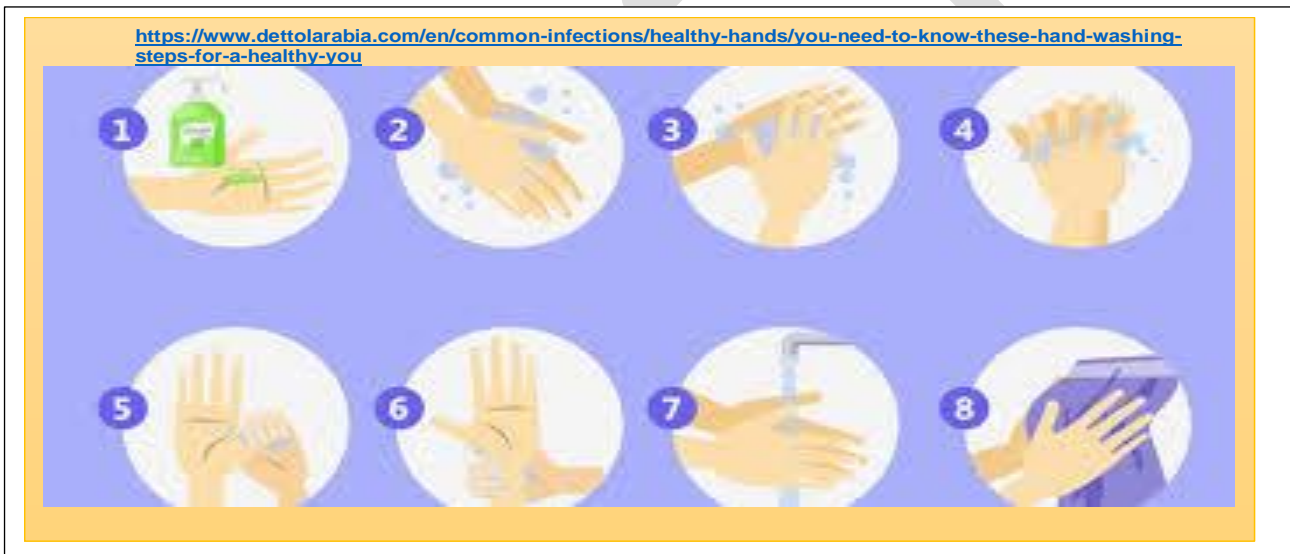 https://www.dettolarabia.com/en/common-infections/healthy-hands/you-need-to-know-these-hand-washing-
steps-for-a-healthy-you
1 2 3 4
5 6 7 8